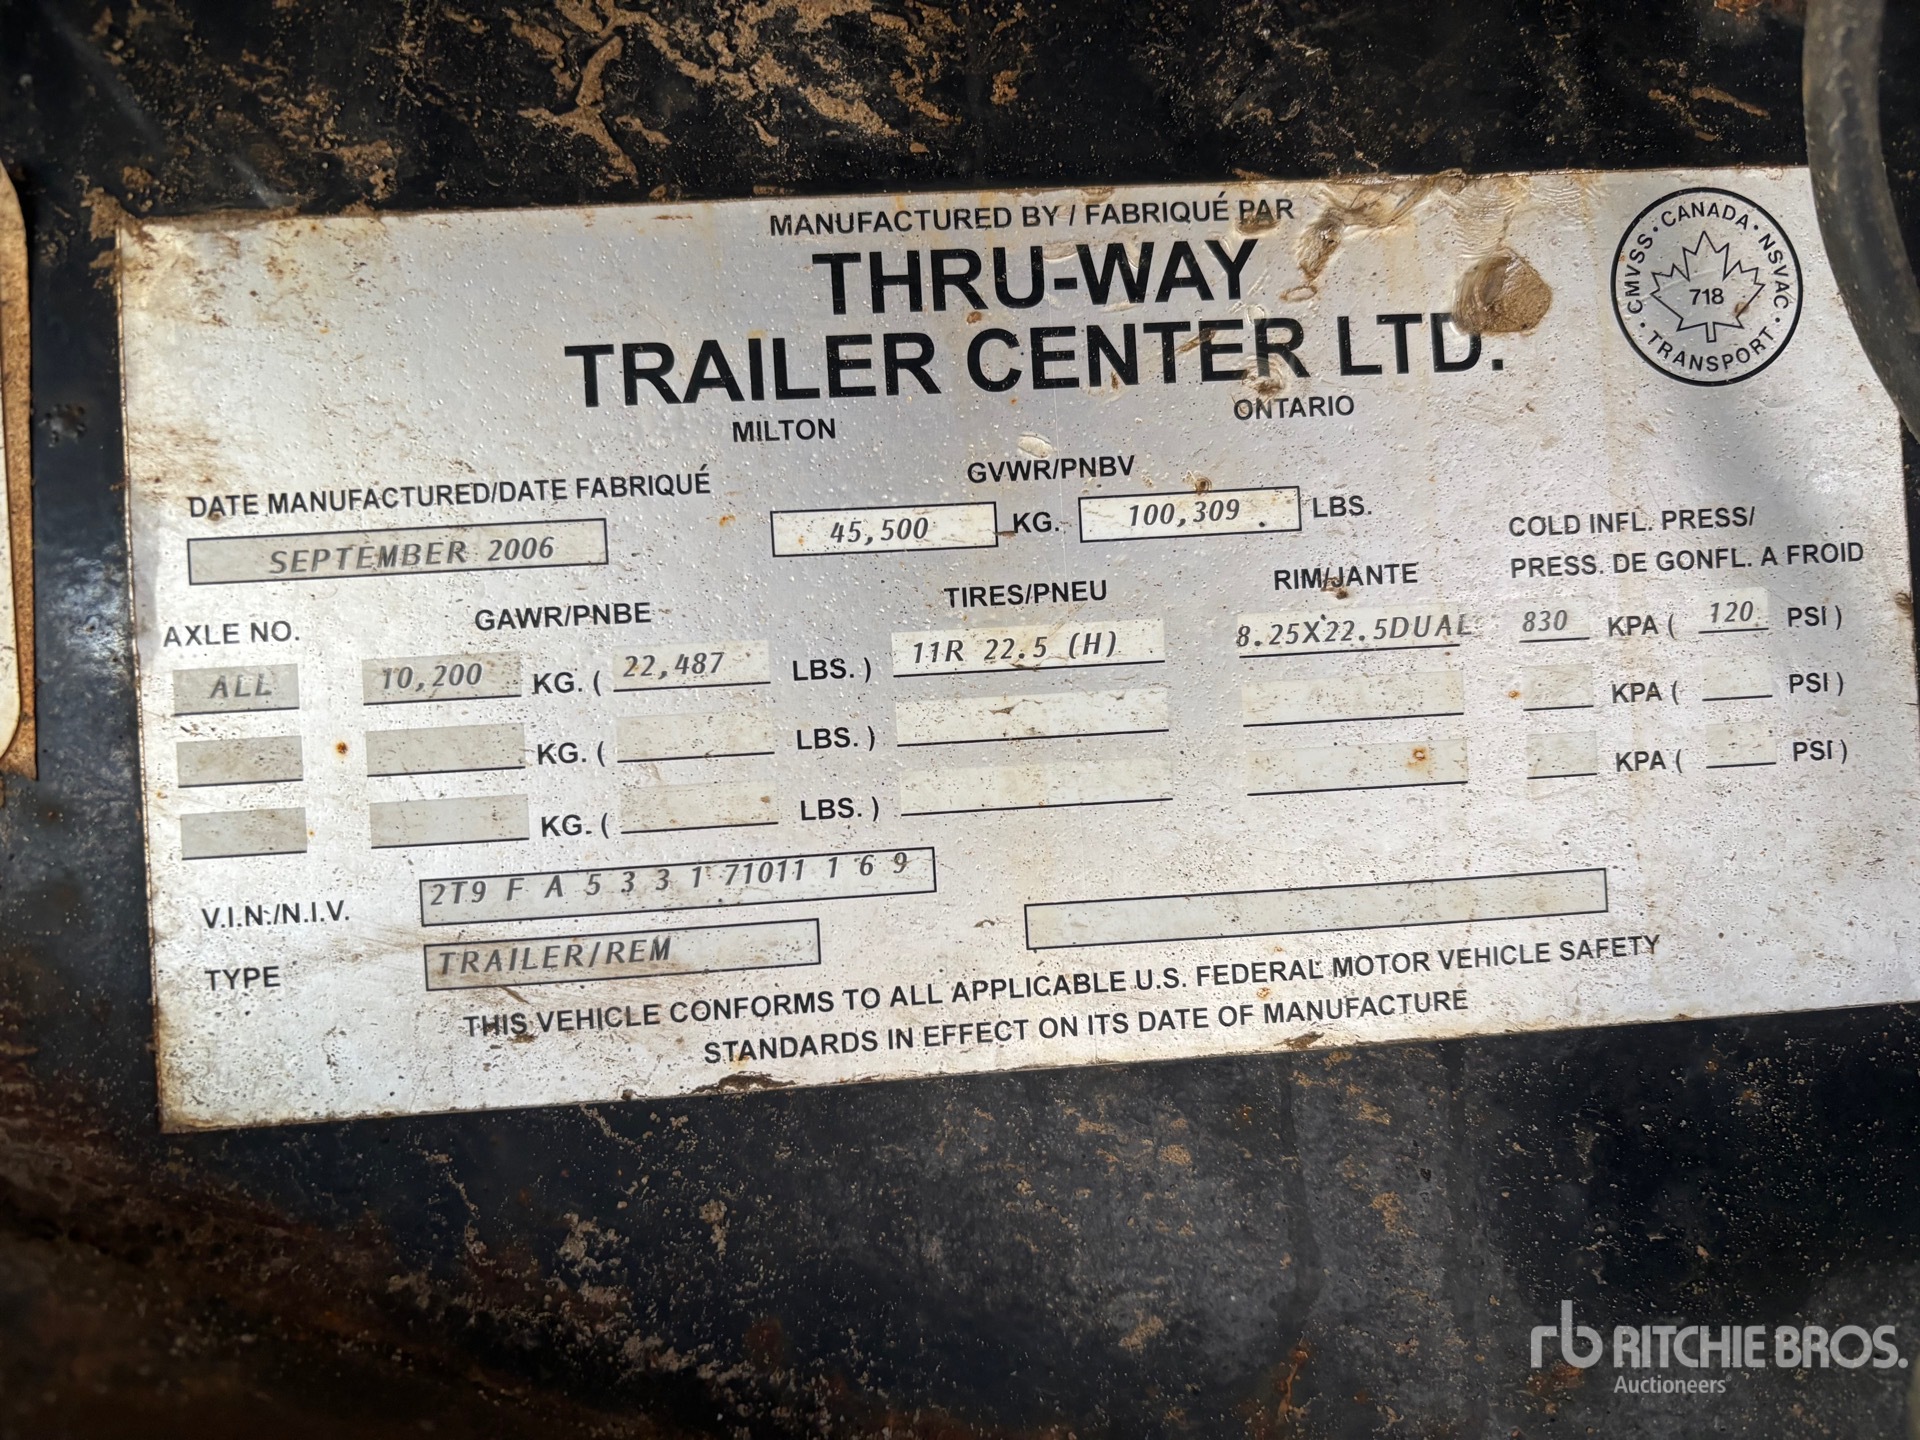 MANUFACTURED BY / FABRIQUÉ PAR
THRU-WAY
TRAILER CENTER LTD.
MILTON ONTARIO
CMVSS · CANADA · NSVAC · TRANSPORT ·
718
DATE MANUFACTURED/DATE FABRIQUÉ GVWR/PNBV
SEPTEMBER 2006 45,500 KG. 100,309 LBS.
COLD INFL. PRESS/
AXLE NO. GAWR/PNBE TIRES/PNEU RIM/JANTE PRESS. DE GONFL. A FROID
ALL 10,200 KG. ( 22,487 LBS. ) 11R 22.5 (H) 8.25X22.5DUAL 830 KPA ( 120 PSI )
KG. ( LBS. ) KPA ( PSI )
KG. ( LBS. ) KPA ( PSI )
V.I.N./N.I.V. 2T9 F A 5 3 3 1 71011 1 6 9
TYPE TRAILER/REM
THIS VEHICLE CONFORMS TO ALL APPLICABLE U.S. FEDERAL MOTOR VEHICLE SAFETY
STANDARDS IN EFFECT ON ITS DATE OF MANUFACTURE
rb RITCHIE BROS.
Auctioneers